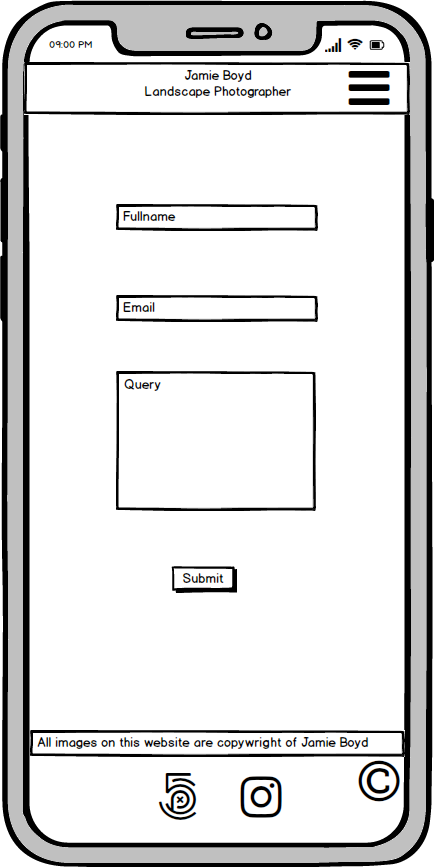 09:00 PM
Jamie Boyd
Landscape Photographer
Fullname
Email
Query
Submit
All images on this website are copywright of Jamie Boyd
©